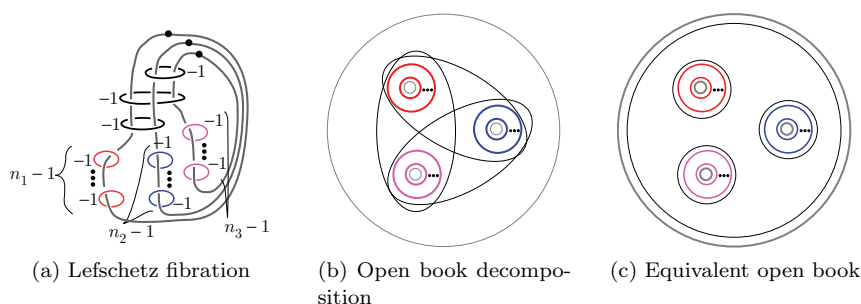 −1
−1
−1
−1
−1
−1
−1
n₁ − 1
−1
−1
−1
n₂ − 1
n₃ − 1
(a) Lefschetz fibration
(b) Open book decompo-
sition
(c) Equivalent open book